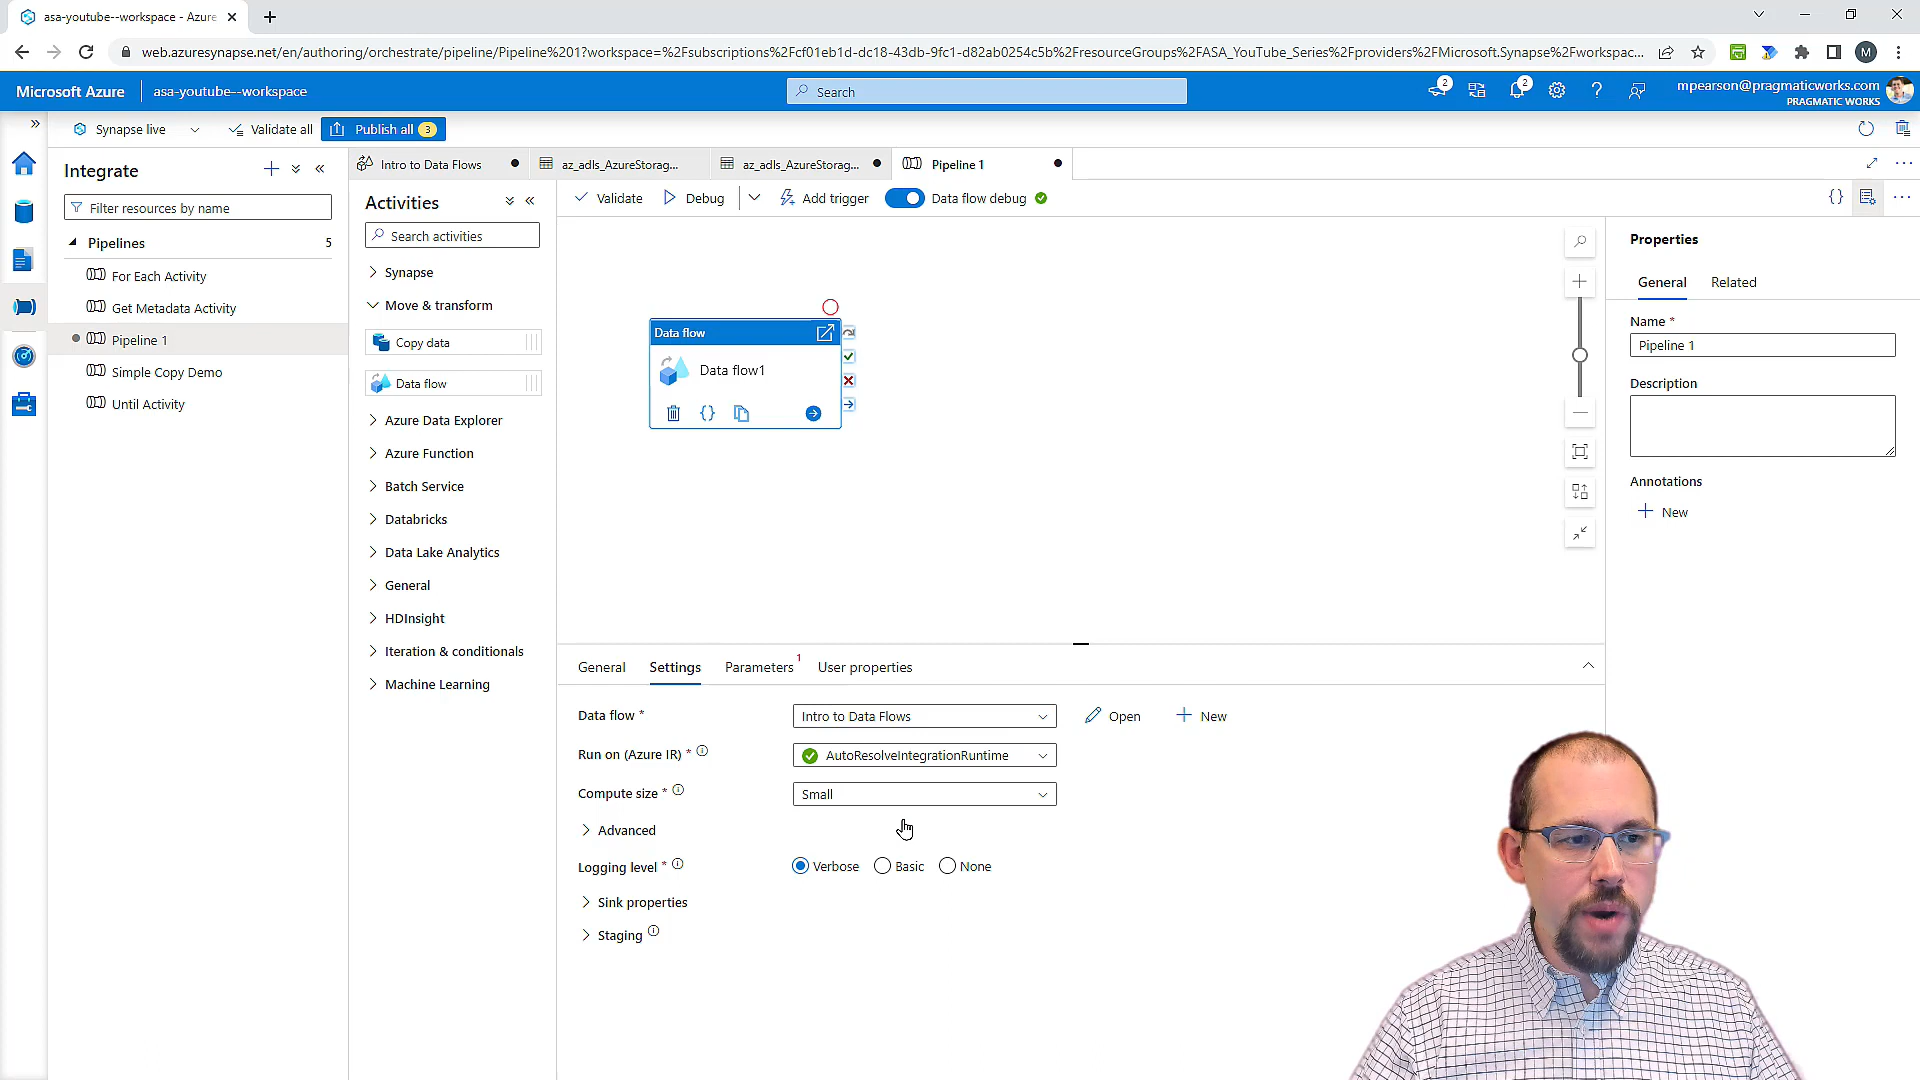 asa-youtube--workspace - Azure
web.azuresynapse.net/en/authoring/orchestrate/pipeline/Pipeline%201?workspace=%2Fsubscriptions%2Fcf01eb1d-dc18-43db-9fc1-d82ab0254c5b%2FresourceGroups%2FASA_YouTube_Series%2Fproviders%2FMicrosoft.Synapse%2Fworkspac...
M
Microsoft Azure
asa-youtube--workspace
Search
2
2
mpearson@pragmaticworks.com
PRAGMATIC WORKS
Synapse live
Validate all
Publish all
3
Integrate
Filter resources by name
Pipelines
5
For Each Activity
Get Metadata Activity
Pipeline 1
Simple Copy Demo
Until Activity
Intro to Data Flows
az_adls_AzureStorag...
az_adls_AzureStorag...
Pipeline 1
Activities
Search activities
Synapse
Move & transform
Copy data
Data flow
Azure Data Explorer
Azure Function
Batch Service
Databricks
Data Lake Analytics
General
HDInsight
Iteration & conditionals
Machine Learning
Validate
Debug
Add trigger
Data flow debug
Data flow
Data flow1
General
Settings
Parameters
1
User properties
Data flow *
Intro to Data Flows
Open
New
Run on (Azure IR) *
AutoResolveIntegrationRuntime
Compute size *
Small
Advanced
Logging level *
Verbose
Basic
None
Sink properties
Staging
Properties
General
Related
Name *
Pipeline 1
Description
Annotations
New